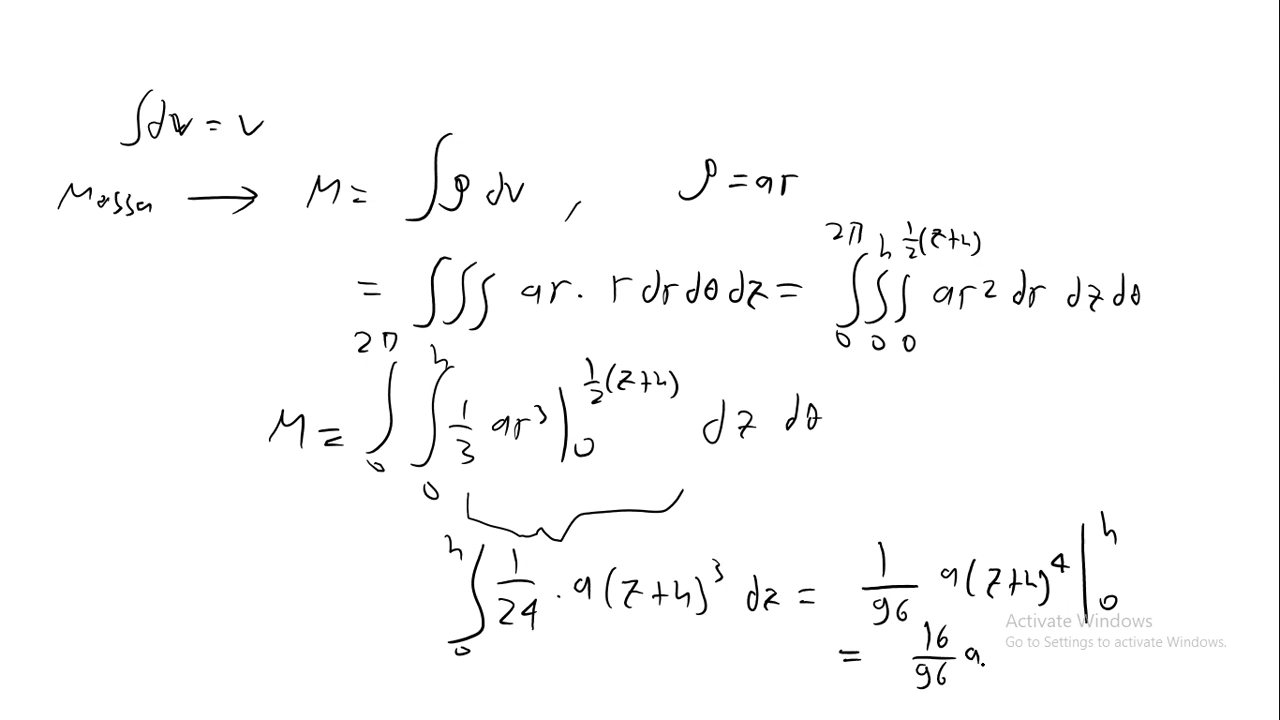 ∫dv = v
Massa → M = ∫ρ dv , ρ = ar
= ∫∫∫ ar. r dr dθ dz = ∫₀^{2π} ∫₀^{h} ∫₀^{½(z+h)} ar² dr dz dθ
M = ∫₀^{2π} ∫₀^{h} 1/3 ar³ |₀^{½(z+h)} dz dθ
∫₀^{h} 1/24 . a(z+h)³ dz = 1/96 a(z+h)⁴ |₀^{h}
Activate Windows
Go to Settings to activate Windows.
= 16/96 a.